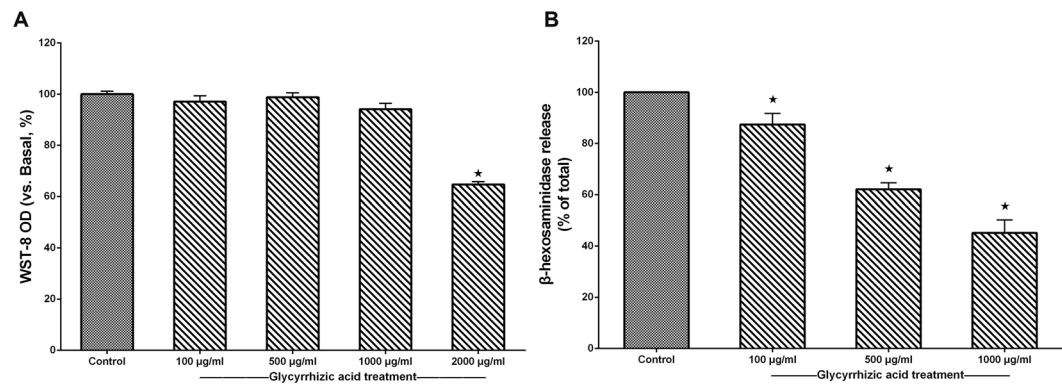 A
WST-8 OD (vs. Basal, %)
120
100
80
60
40
20
0
★
Control
100 µg/ml
500 µg/ml
1000 µg/ml
2000 µg/ml
Glycyrrhizic acid treatment
B
β-hexosaminidase release
(% of total)
120
100
80
60
40
20
0
★
★
★
Control
100 µg/ml
500 µg/ml
1000 µg/ml
Glycyrrhizic acid treatment